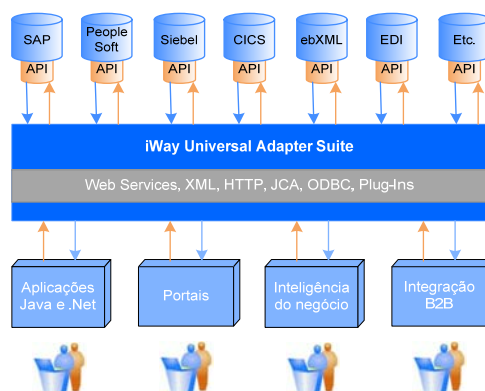 SAP
People
Soft
Siebel
CICS
ebXML
EDI
Etc.
API
API
API
API
API
API
API
iWay Universal Adapter Suite
Web Services, XML, HTTP, JCA, ODBC, Plug-Ins
Aplicações
Java e .Net
Portais
Inteligência
do negócio
Integração
B2B